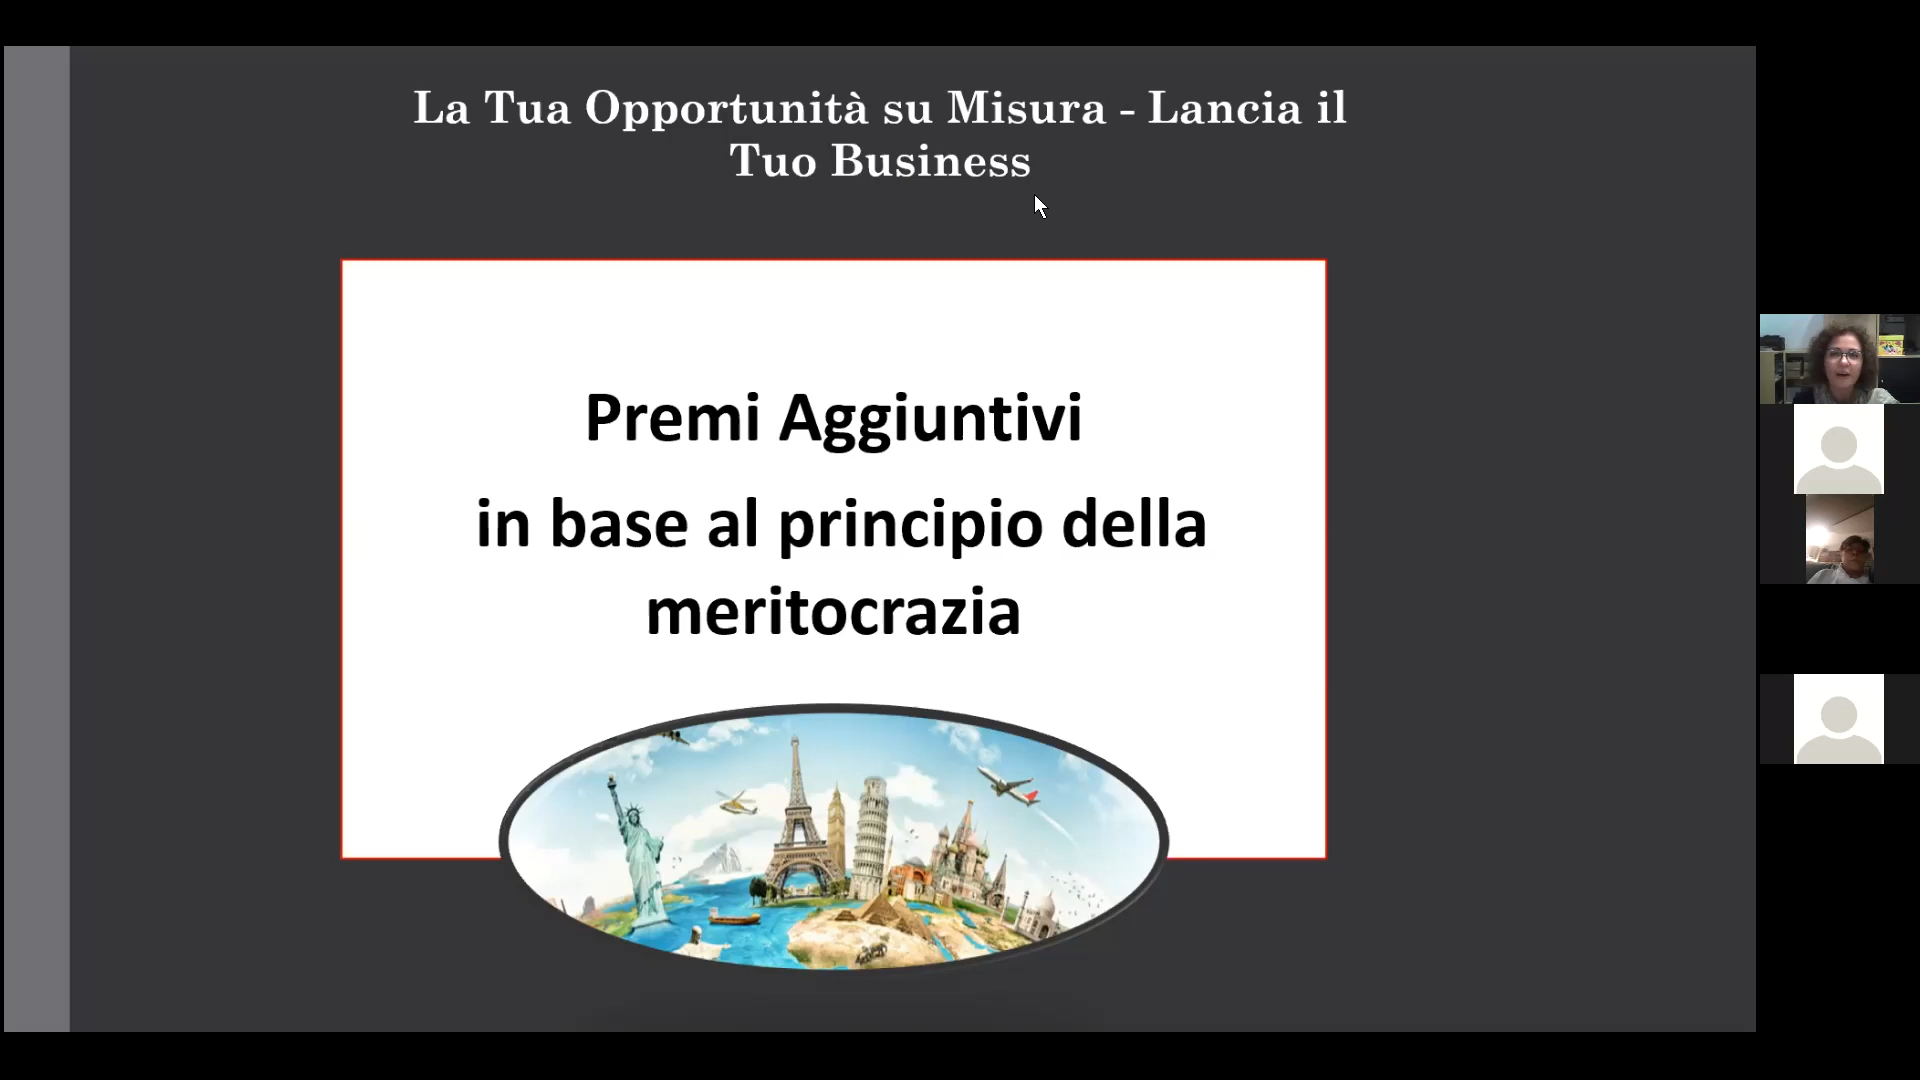 La Tua Opportunità su Misura - Lancia il
Tuo Business
Premi Aggiuntivi
in base al principio della
meritocrazia